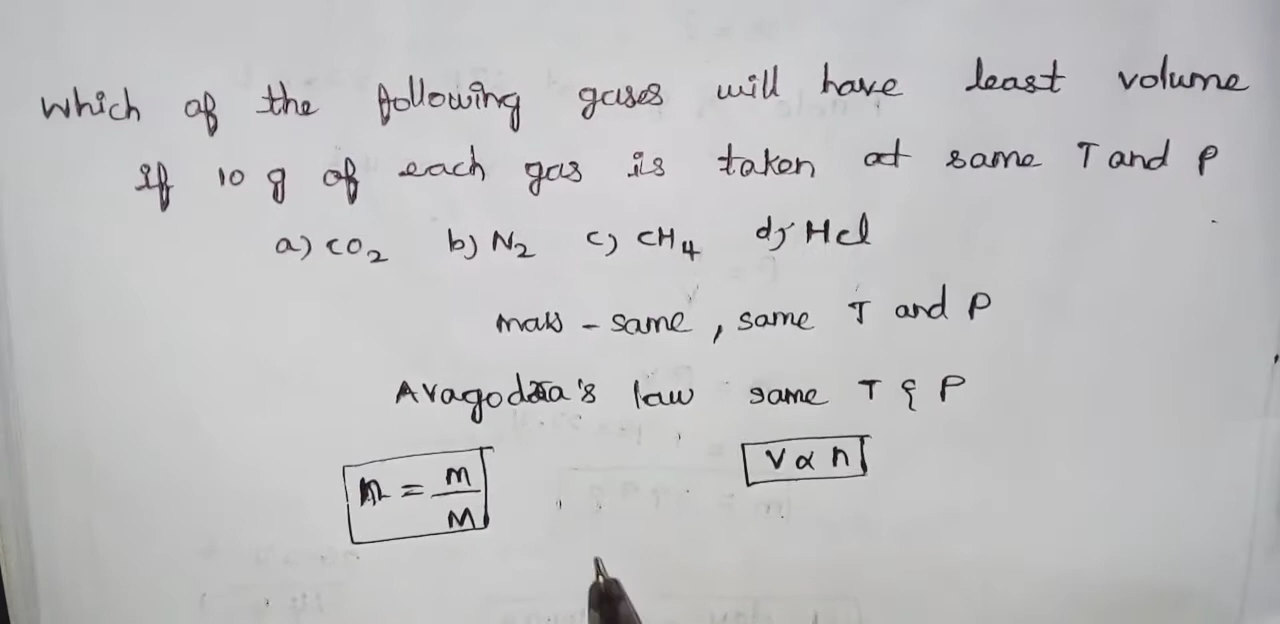 Which of the following gases will have least volume
if 10 g of each gas is taken at same T and P
a) CO2 b) N2 c) CH4 d) HCl
mass - same, same T and P
Avagodra's law same T & P
n = m/M V ∝ n